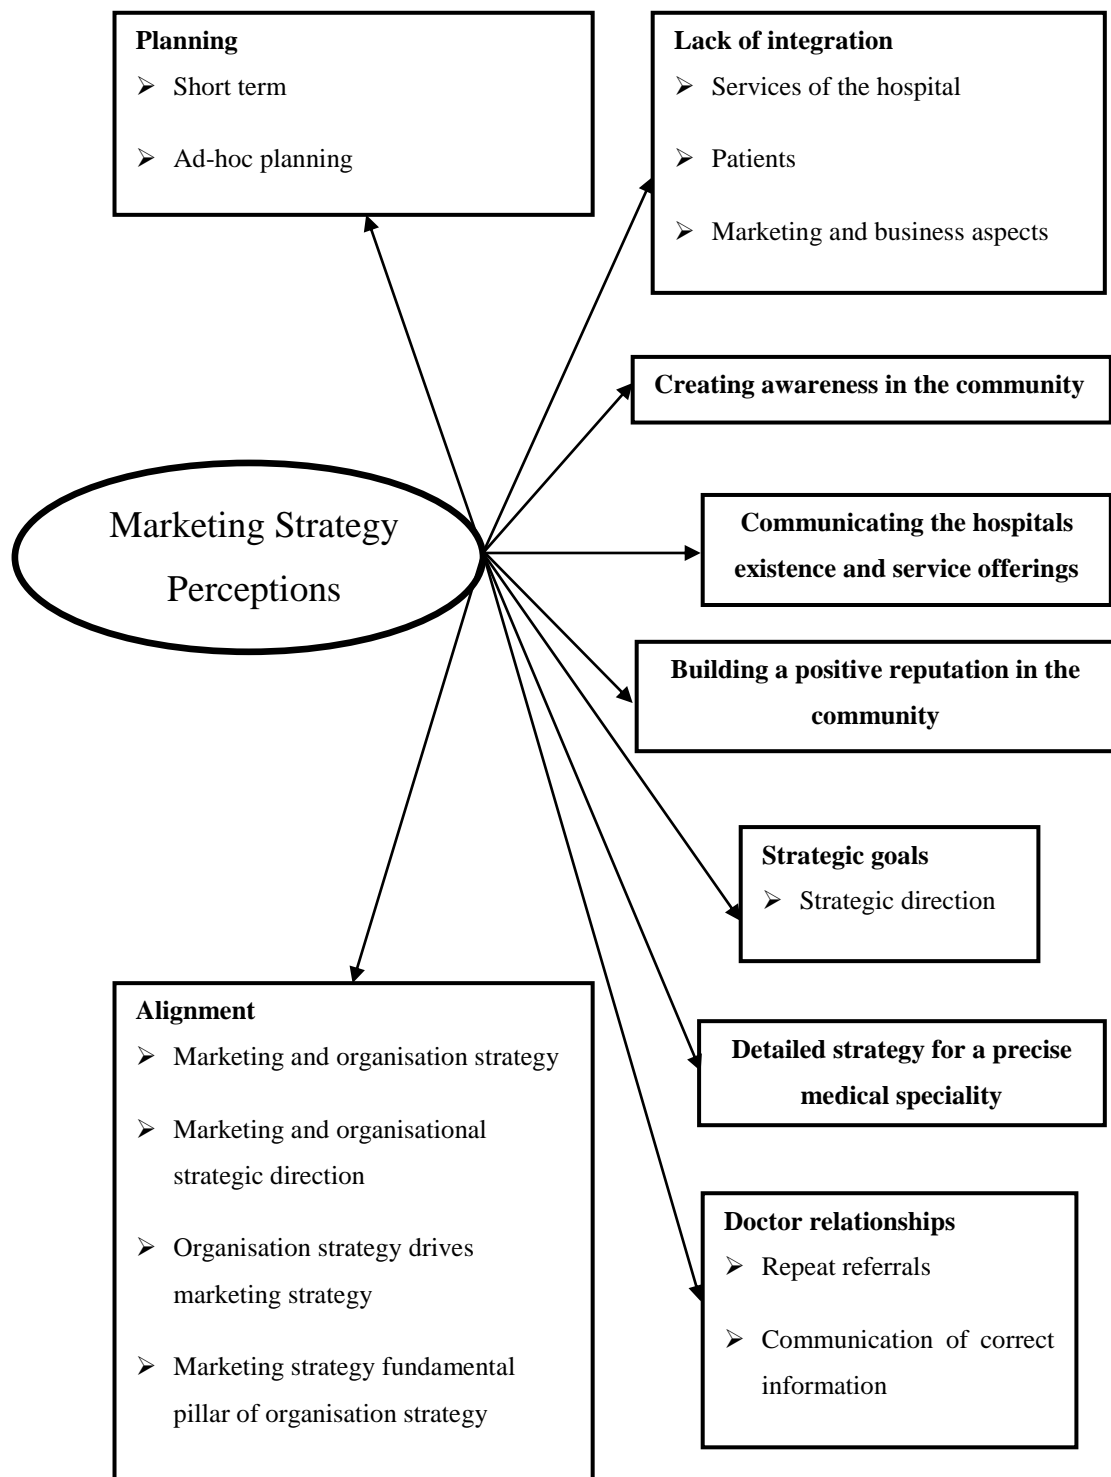 Planning
➢ Short term
➢ Ad-hoc planning
Lack of integration
➢ Services of the hospital
➢ Patients
➢ Marketing and business aspects
Creating awareness in the community
Marketing Strategy
Perceptions
Communicating the hospitals
existence and service offerings
Building a positive reputation in the
community
Strategic goals
➢ Strategic direction
Alignment
➢ Marketing and organisation strategy
➢ Marketing and organisational
strategic direction
➢ Organisation strategy drives
marketing strategy
➢ Marketing strategy fundamental
pillar of organisation strategy
Detailed strategy for a precise
medical speciality
Doctor relationships
➢ Repeat referrals
➢ Communication of correct
information